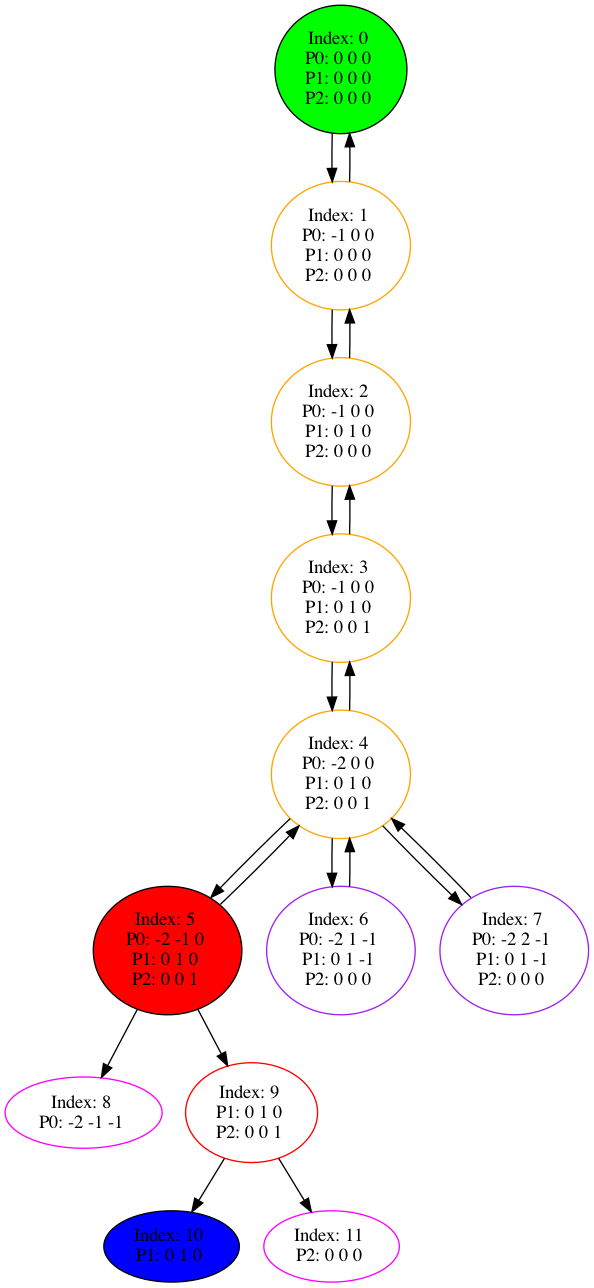 Index: 0
P0: 0 0 0
P1: 0 0 0
P2: 0 0 0
Index: 1
P0: -1 0 0
P1: 0 0 0
P2: 0 0 0
Index: 2
P0: -1 0 0
P1: 0 1 0
P2: 0 0 0
Index: 3
P0: -1 0 0
P1: 0 1 0
P2: 0 0 1
Index: 4
P0: -2 0 0
P1: 0 1 0
P2: 0 0 1
Index: 5
P0: -2 -1 0
P1: 0 1 0
P2: 0 0 1
Index: 6
P0: -2 1 -1
P1: 0 1 -1
P2: 0 0 0
Index: 7
P0: -2 2 -1
P1: 0 1 -1
P2: 0 0 0
Index: 8
P0: -2 -1 -1
Index: 9
P1: 0 1 0
P2: 0 0 1
Index: 10
P1: 0 1 0
Index: 11
P2: 0 0 0